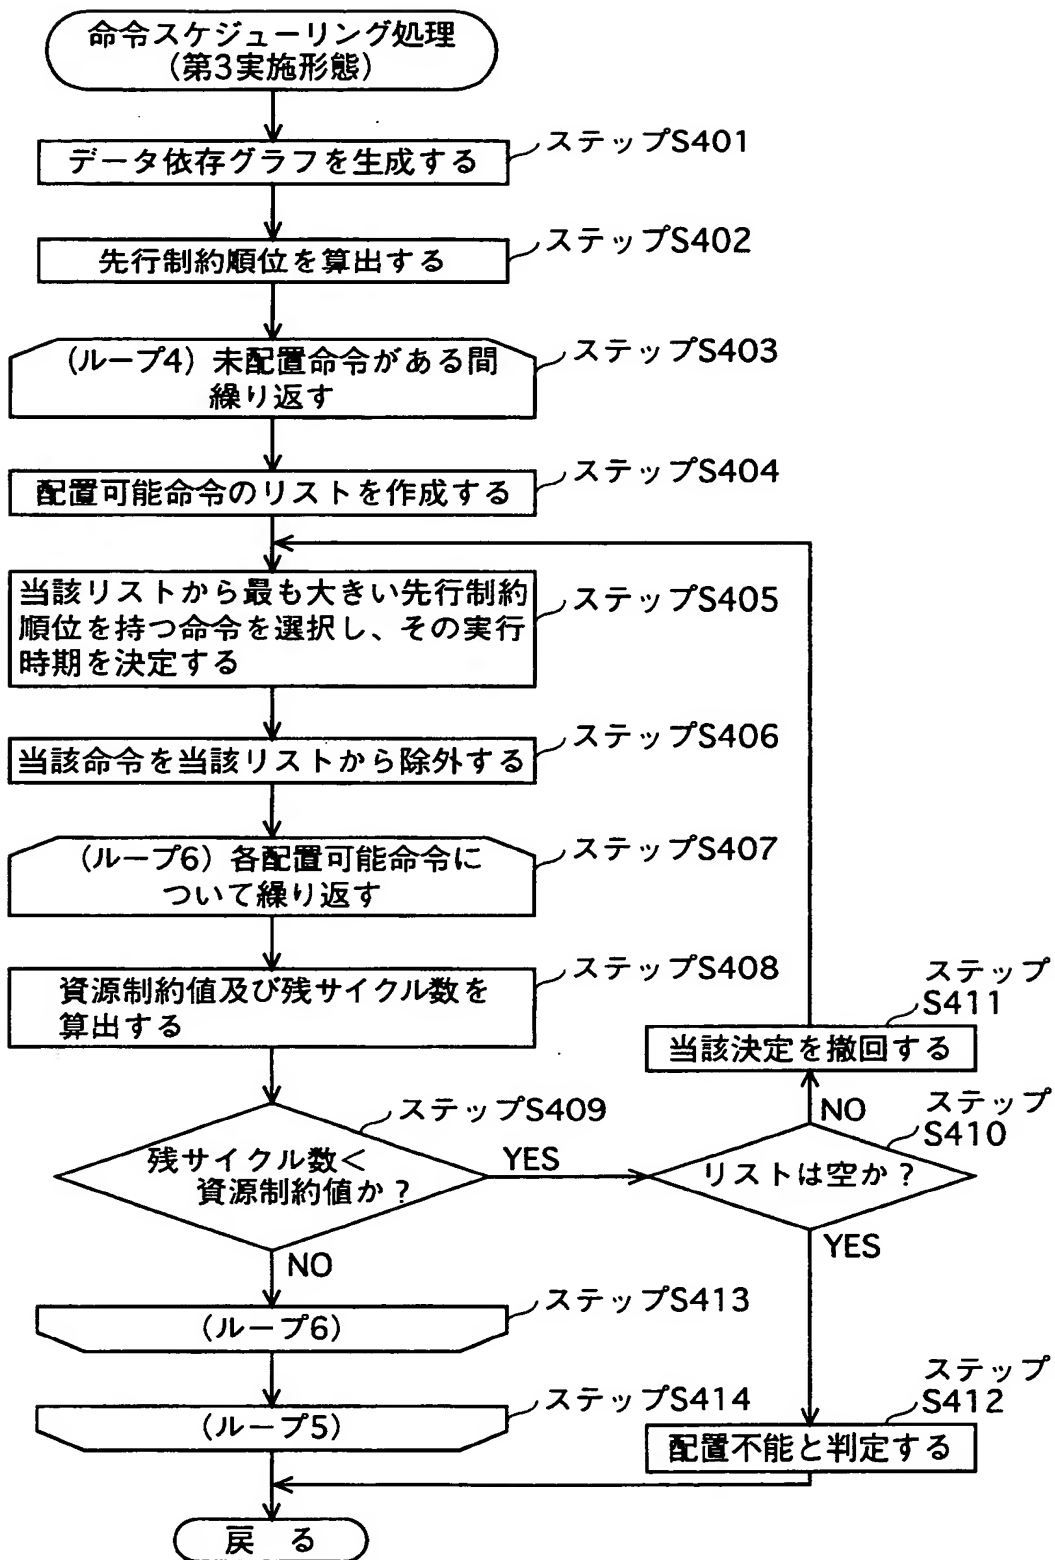 命令スケジューリング処理
(第3実施形態)
ステップS401
データ依存グラフを生成する
ステップS402
先行制約順位を算出する
ステップS403
(ループ4) 未配置命令がある間
繰り返す
ステップS404
配置可能命令のリストを作成する
ステップS405
当該リストから最も大きい先行制約
順位を持つ命令を選択し、その実行
時期を決定する
ステップS406
当該命令を当該リストから除外する
ステップS407
(ループ6) 各配置可能命令に
ついて繰り返す
ステップS408
資源制約値及び残サイクル数を
算出する
ステップ
S411
当該決定を撤回する
ステップS409
残サイクル数<
資源制約値か?
YES
NO
ステップ
S410
リストは空か?
NO
YES
ステップS413
(ループ6)
ステップS414
(ループ5)
ステップ
S412
配置不能と判定する
戻 る